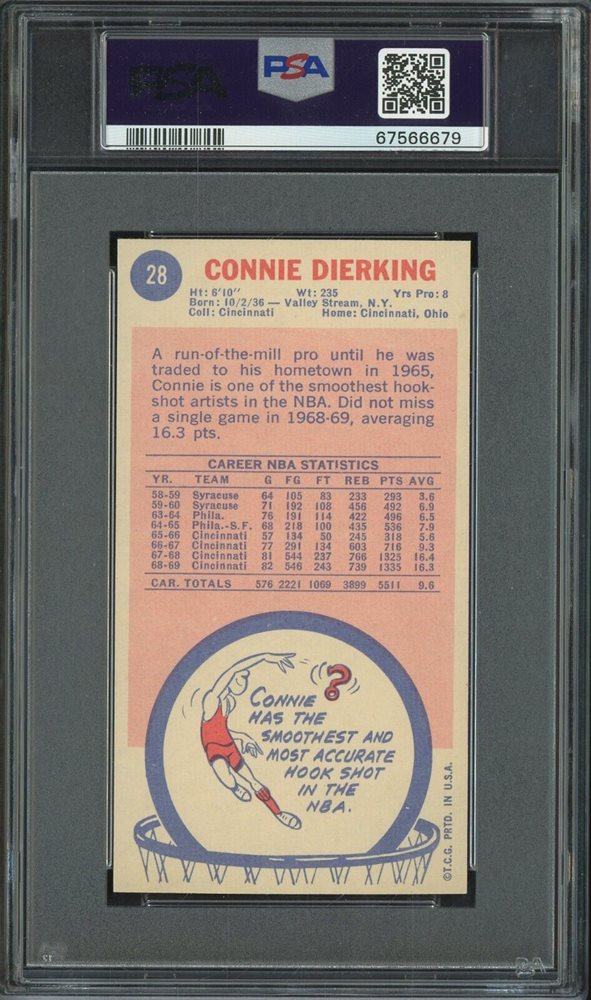 PSA
PSA
67566679
28
CONNIE DIERKING
Ht: 6'10" Wt: 235 Yrs Pro: 8
Born: 10/2/36 — Valley Stream, N.Y.
Coll: Cincinnati Home: Cincinnati, Ohio
A run-of-the-mill pro until he was
traded to his hometown in 1965,
Connie is one of the smoothest hook-
shot artists in the NBA. Did not miss
a single game in 1968-69, averaging
16.3 pts.
CAREER NBA STATISTICS
YR. TEAM G FG FT REB PTS AVG
58-59 Syracuse 64 105 83 233 293 3.6
59-60 Syracuse 71 192 108 456 492 6.9
63-64 Phila. 76 191 114 422 496 6.5
64-65 Phila.-S.F. 68 218 100 435 536 7.9
65-66 Cincinnati 57 134 50 245 318 5.6
66-67 Cincinnati 77 291 134 603 716 9.3
67-68 Cincinnati 81 544 237 766 1325 16.4
68-69 Cincinnati 82 546 243 739 1335 16.3
CAR. TOTALS 576 2221 1069 3899 5511 9.6
?
CONNIE
HAS THE
SMOOTHEST AND
MOST ACCURATE
HOOK SHOT
IN THE
NBA.
©T.C.G. PRTD. IN U.S.A.